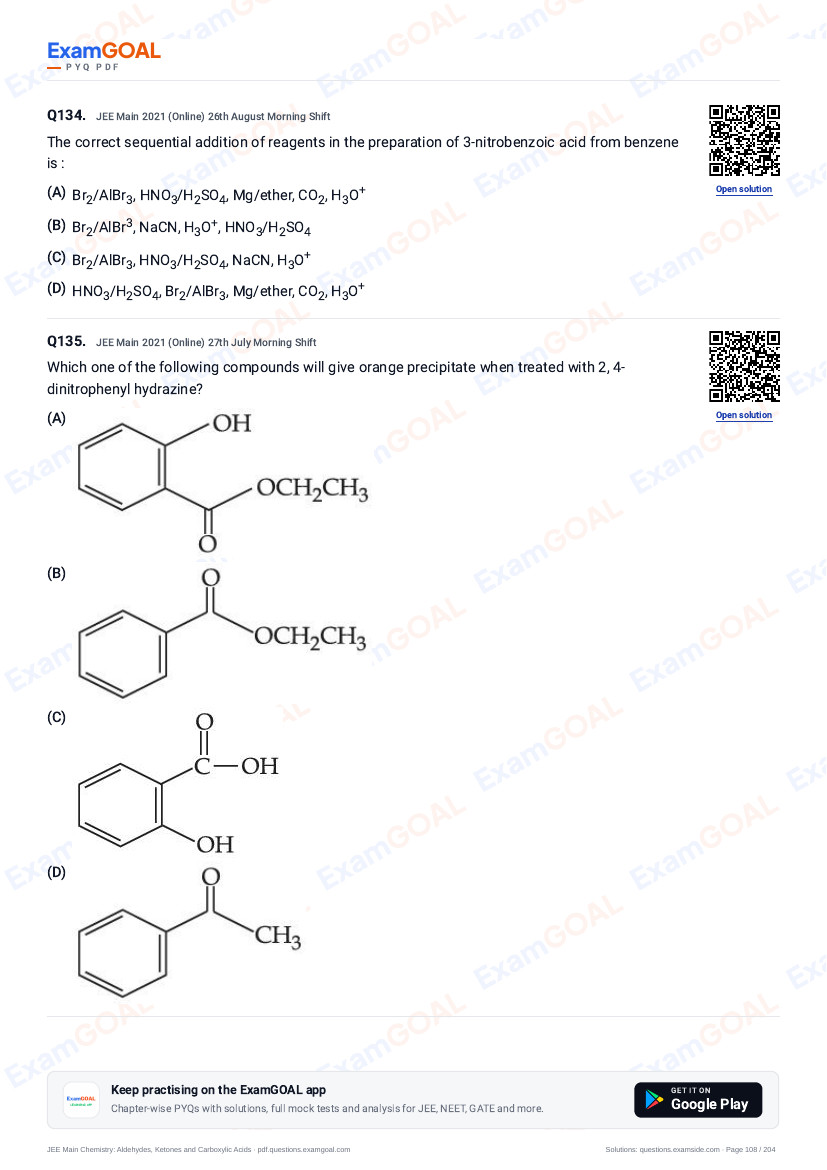 ExamGOAL
PYQ PDF
Q134. JEE Main 2021 (Online) 26th August Morning Shift
The correct sequential addition of reagents in the preparation of 3-nitrobenzoic acid from benzene
is :
Open solution
(A) Br₂/AlBr₃, HNO₃/H₂SO₄, Mg/ether, CO₂, H₃O⁺
(B) Br₂/AlBr³, NaCN, H₃O⁺, HNO₃/H₂SO₄
(C) Br₂/AlBr₃, HNO₃/H₂SO₄, NaCN, H₃O⁺
(D) HNO₃/H₂SO₄, Br₂/AlBr₃, Mg/ether, CO₂, H₃O⁺
Q135. JEE Main 2021 (Online) 27th July Morning Shift
Which one of the following compounds will give orange precipitate when treated with 2, 4-
dinitrophenyl hydrazine?
Open solution
(A)
OH
OCH₂CH₃
O
(B)
O
OCH₂CH₃
(C)
O
C—OH
OH
(D)
O
CH₃
ExamGOAL
Keep practising on the ExamGOAL app
Chapter-wise PYQs with solutions, full mock tests and analysis for JEE, NEET, GATE and more.
GET IT ON
Google Play
JEE Main Chemistry: Aldehydes, Ketones and Carboxylic Acids · pdf.questions.examgoal.com
Solutions: questions.examside.com · Page 108 / 204